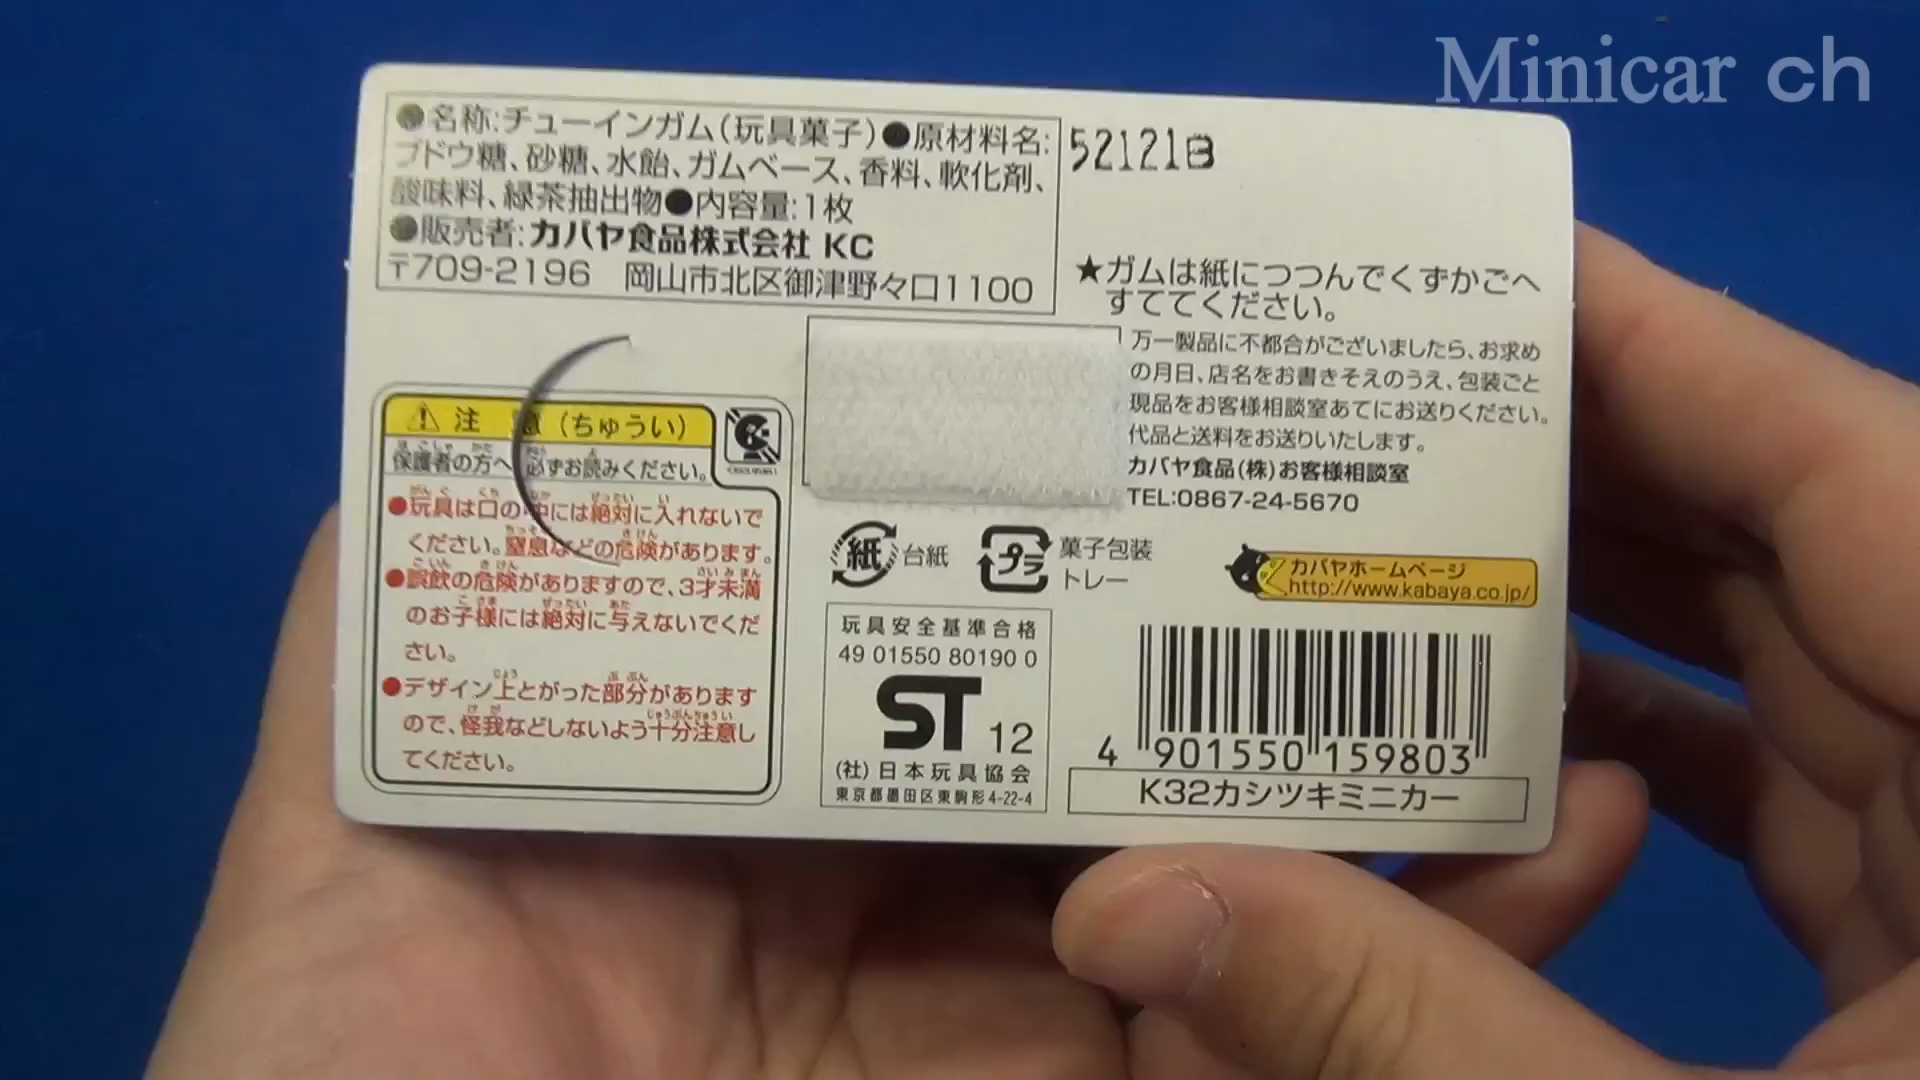 Minicar ch
●名称:チューインガム(玩具菓子)●原材料名:
ブドウ糖、砂糖、水飴、ガムベース、香料、軟化剤、
酸味料、緑茶抽出物●内容量:1枚
●販売者:カバヤ食品株式会社 KC
〒709-2196 岡山市北区御津野々口1100
52121B
★ガムは紙につつんでくずかごへ
すててください。
万一製品に不都合がございましたら、お求め
の月日、店名をお書きそえのうえ、包装ごと
現品をお客様相談室あてにお送りください。
代品と送料をお送りいたします。
カバヤ食品(株)お客様相談室
TEL:0867-24-5670
注 意(ちゅうい)
保護者の方へ 必ずお読みください。
●玩具は口の中には絶対に入れないで
ください。窒息などの危険があります。
●誤飲の危険がありますので、3才未満
のお子様には絶対に与えないでくだ
さい。
●デザイン上とがった部分があります
ので、怪我などしないよう十分注意し
てください。
紙 台紙
プラ 菓子包装
トレー
カバヤホームページ
http://www.kabaya.co.jp/
玩具安全基準合格
49 01550 80190 0
ST 12
(社)日本玩具協会
東京都墨田区東駒形4-22-4
4 901550 159803
K32カシツキミニカー